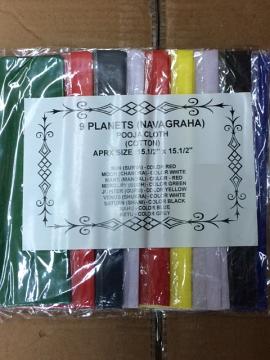 9 PLANETS (NAVAGRAHA)
POOJA CLOTH
(COTTON)
APRX SIZE 15.1/2" X 15.1/2"
SUN (SURYA) - COLOR RED
MOON (CHANDRA) - COLOR WHITE
MARS (MANGAL) - COLOR - RED
MERCURY (BUDH) - COLOR GREEN
JUPITER (GURU) - COLOR YELLOW
VENUS (SHUKRA) - COLOR WHITE
SATURN (SHANI) - COLOR BLACK
RAHU - COLOR BLUE
KETU - COLOR GREY